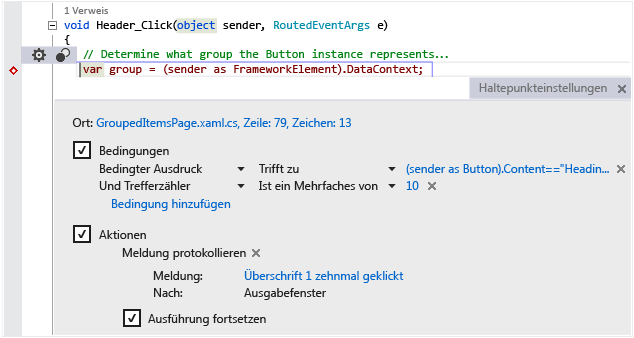 1 Verweis
void Header_Click(object sender, RoutedEventArgs e)
{
// Determine what group the Button instance represents...
var group = (sender as FrameworkElement).DataContext;
Haltepunkteinstellungen
Ort: GroupedItemsPage.xaml.cs, Zeile: 79, Zeichen: 13
Bedingungen
Bedingter Ausdruck Trifft zu (sender as Button).Content=="Headin...
Und Trefferzähler Ist ein Mehrfaches von 10
Bedingung hinzufügen
Aktionen
Meldung protokollieren
Meldung: Überschrift 1 zehnmal geklickt
Nach: Ausgabefenster
Ausführung fortsetzen